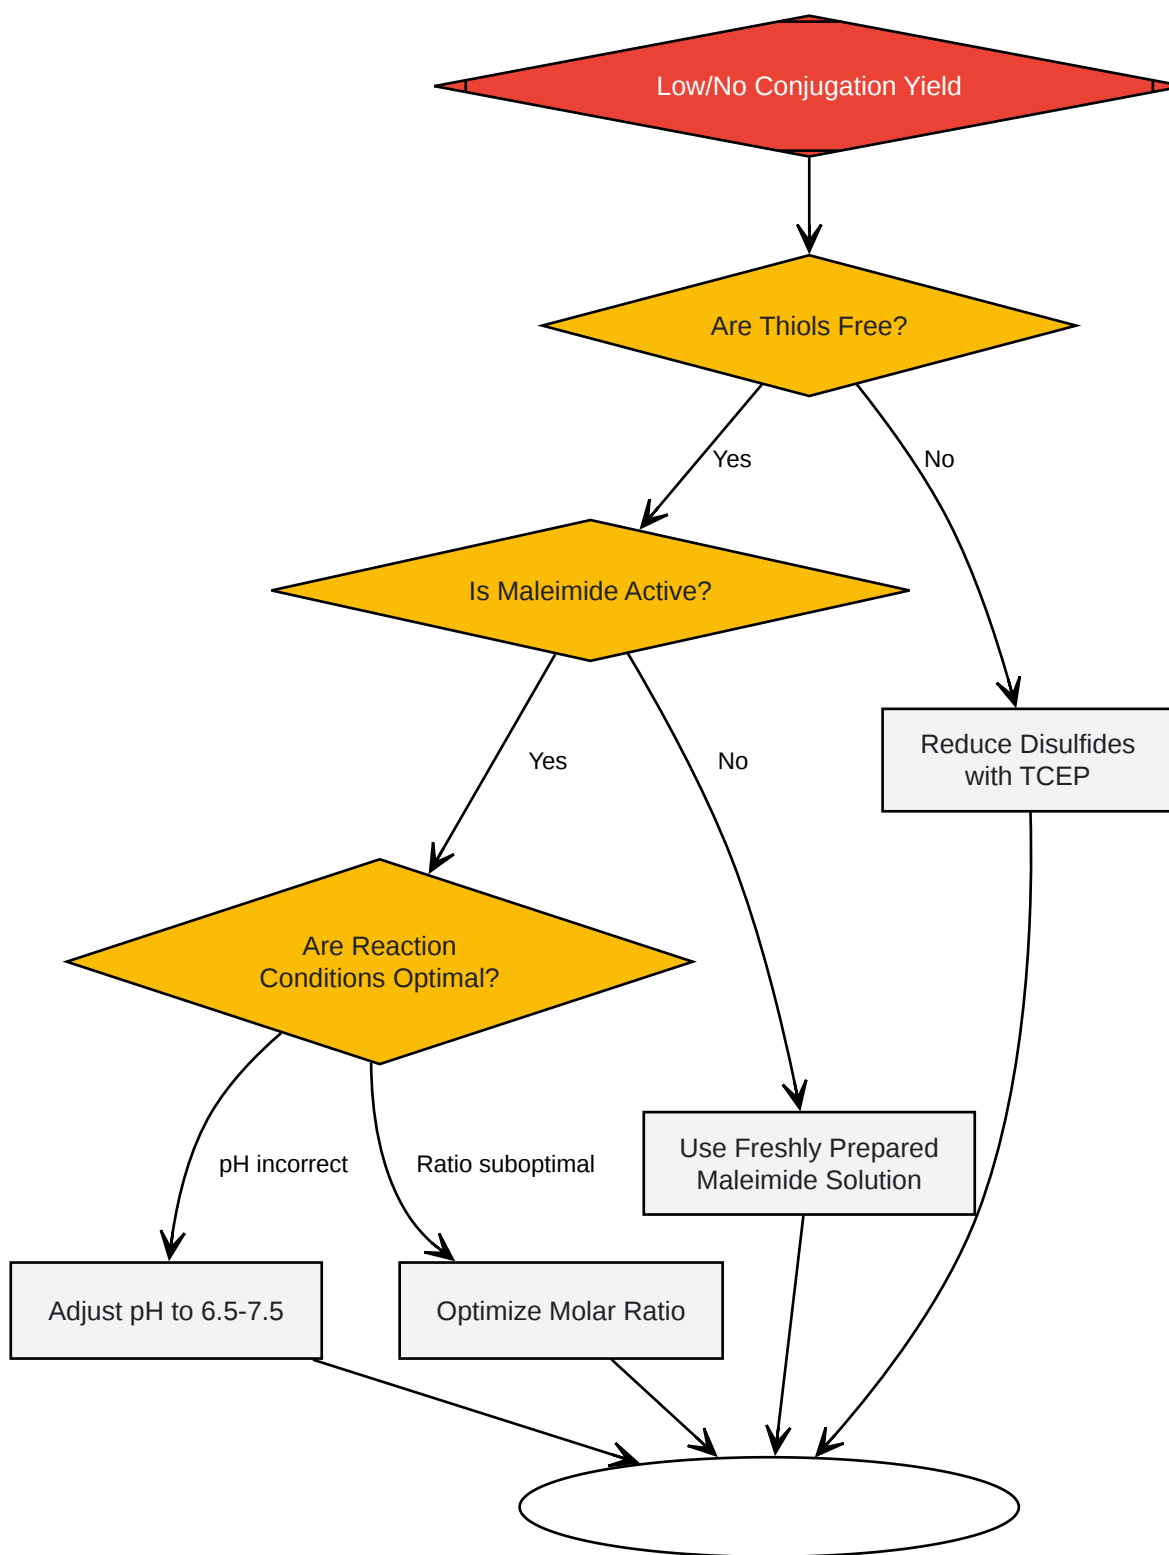 Low/No Conjugation Yield
Are Thiols Free?
Yes
No
Is Maleimide Active?
Yes
No
Reduce Disulfides
with TCEP
Are Reaction
Conditions Optimal?
pH incorrect
Ratio suboptimal
Use Freshly Prepared
Maleimide Solution
Adjust pH to 6.5-7.5
Optimize Molar Ratio